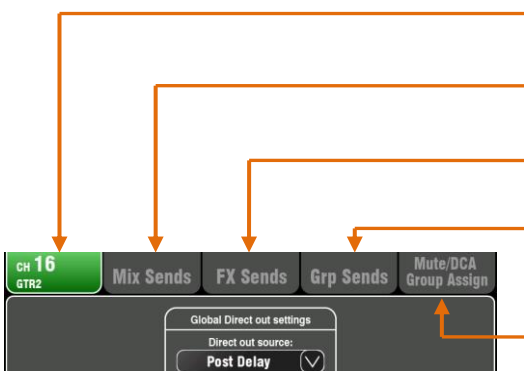 CH 16
GTR2
Mix Sends
FX Sends
Grp Sends
Mute/DCA
Group Assign
Global Direct out settings
Direct out source:
Post Delay